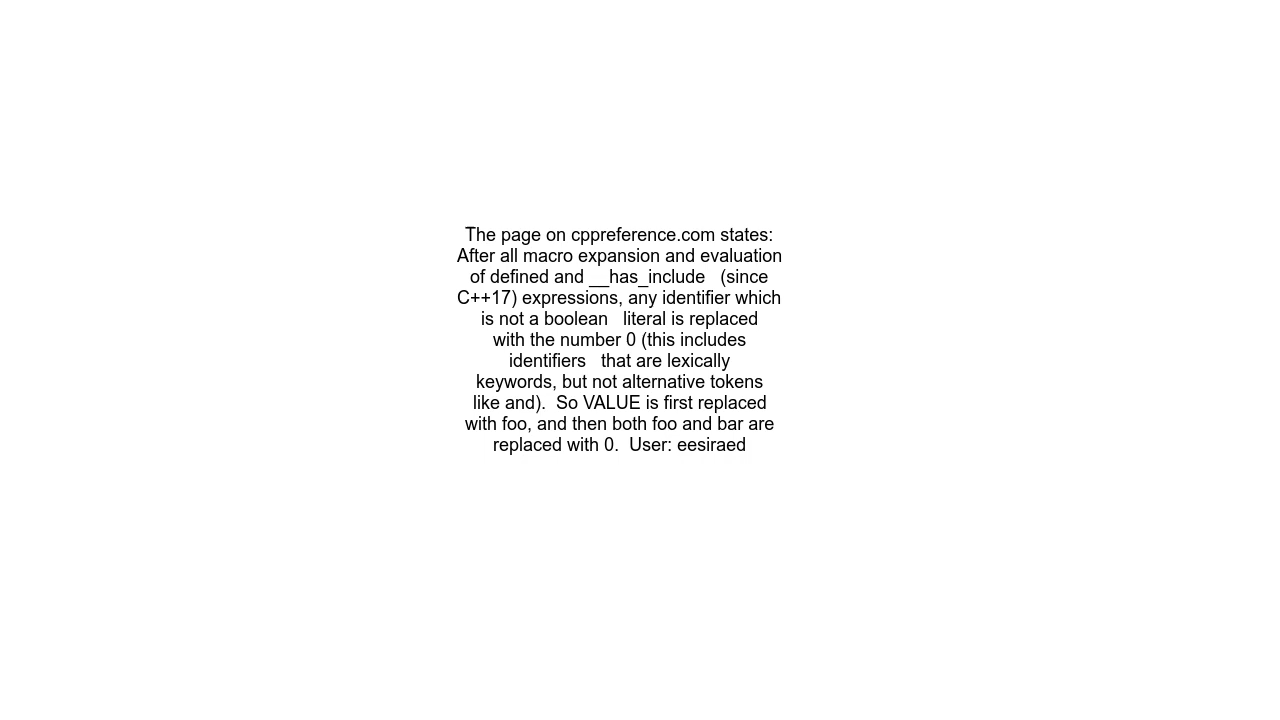 The page on cppreference.com states:
After all macro expansion and evaluation
of defined and __has_include   (since
C++17) expressions, any identifier which
is not a boolean   literal is replaced
with the number 0 (this includes
identifiers   that are lexically
keywords, but not alternative tokens
like and).  So VALUE is first replaced
with foo, and then both foo and bar are
replaced with 0.  User: eesiraed